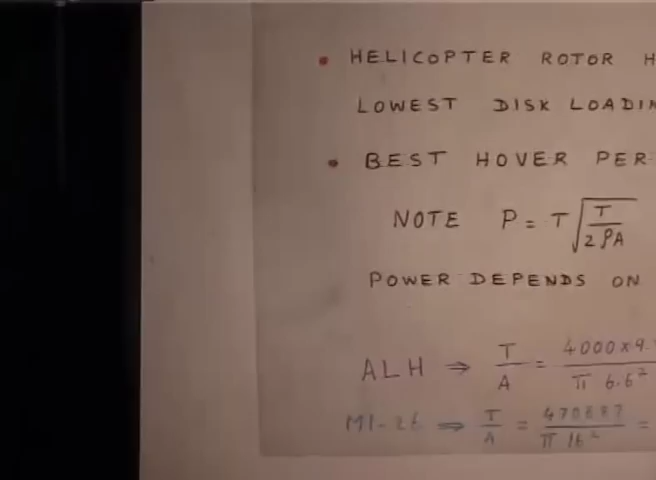 • HELICOPTER ROTOR H
LOWEST DISK LOADIN
• BEST HOVER PER
NOTE P = T √(T / 2ρA)
POWER DEPENDS ON
ALH ⇒ T/A = 4000×9. / π 6.6²
MI-26 ⇒ T/A = / π 16² =